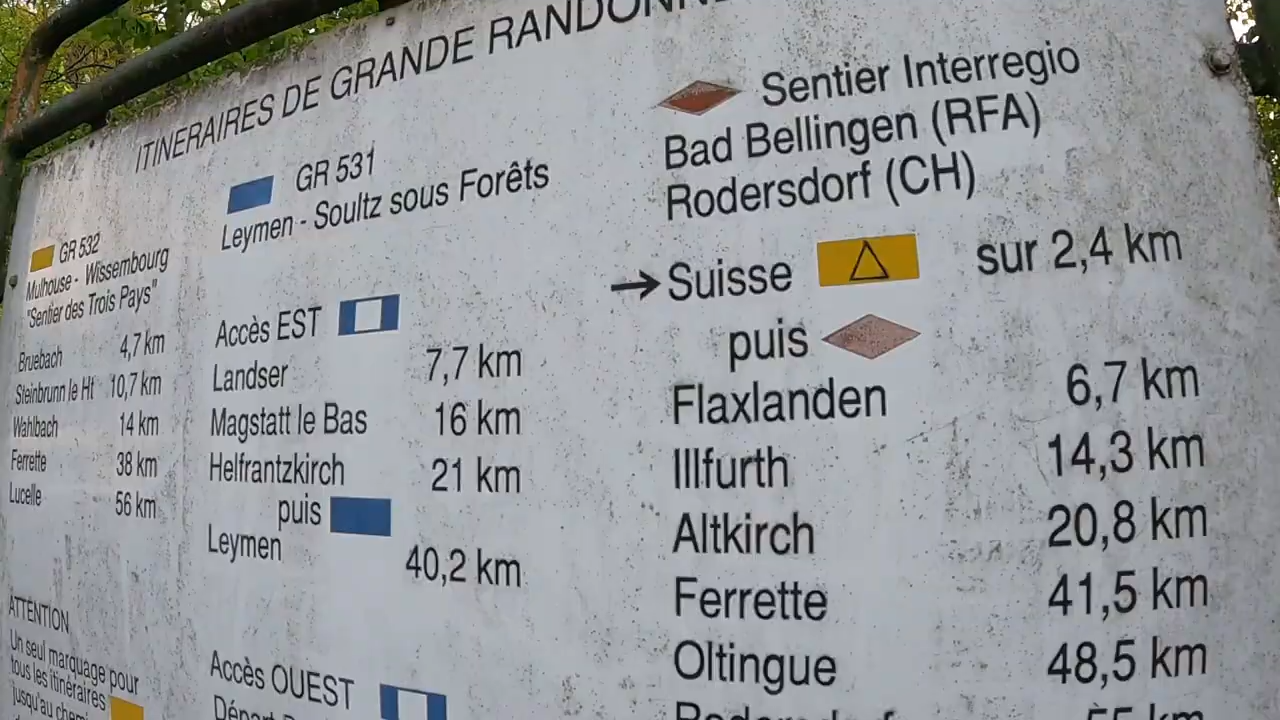 ITINERAIRES DE GRANDE
GR 532
Mulhouse - Wissembourg
"Sentier des Trois Pays"
Bruebach 4,7 km
Steinbrunn le Ht 10,7 km
Wahlbach 14 km
Ferrette 38 km
Lucelle 56 km
ATTENTION
Un seul marquage pour
tous les itinéraires
jusqu'au
GR 531
Leymen - Soultz sous Forêts
Accès EST
Landser 7,7 km
Magstatt le Bas 16 km
Helfrantzkirch 21 km
puis
Leymen 40,2 km
Accès OUEST
Sentier Interregio
Bad Bellingen (RFA)
Rodersdorf (CH)
→ Suisse sur 2,4 km
puis
Flaxlanden 6,7 km
Illfurth 14,3 km
Altkirch 20,8 km
Ferrette 41,5 km
Oltingue 48,5 km
55 km